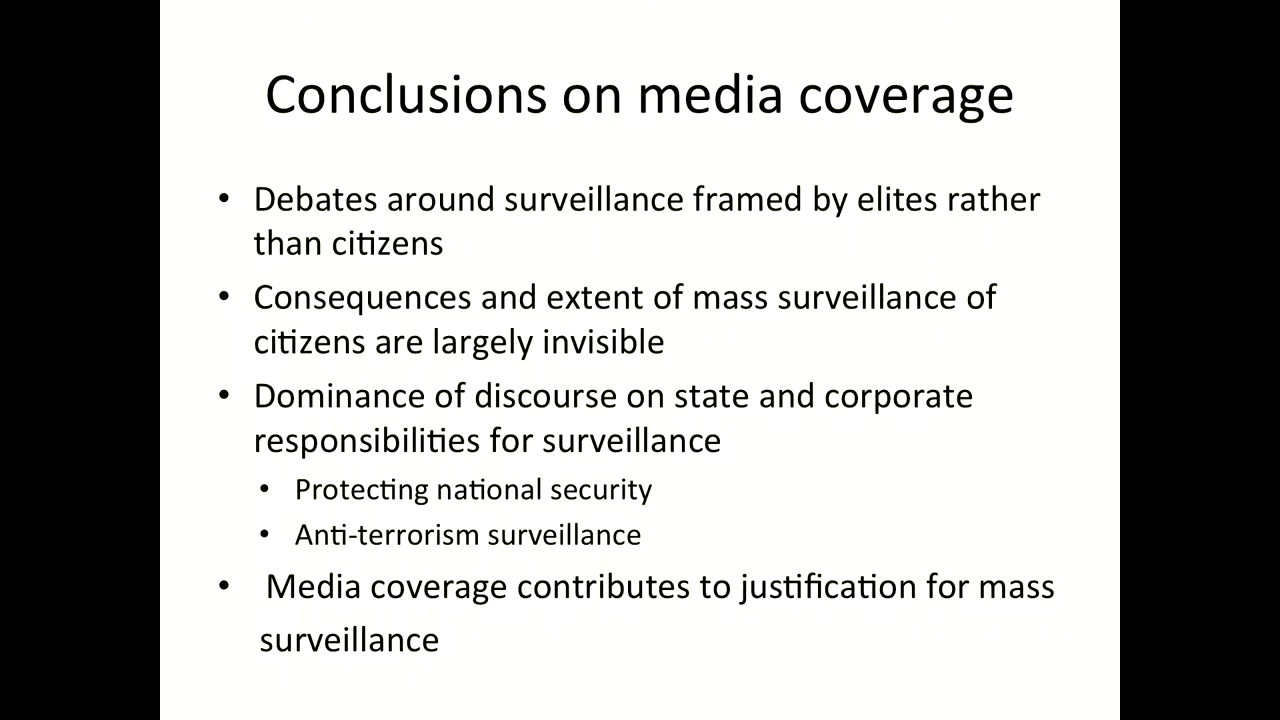 Conclusions on media coverage
• Debates around surveillance framed by elites rather
than citizens
• Consequences and extent of mass surveillance of
citizens are largely invisible
• Dominance of discourse on state and corporate
responsibilities for surveillance
• Protecting national security
• Anti-terrorism surveillance
• Media coverage contributes to justification for mass
surveillance